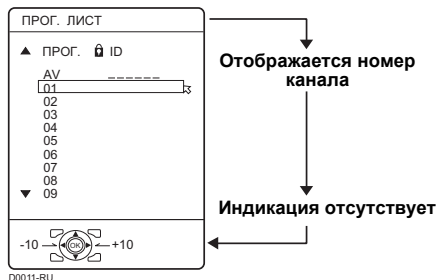 ПРОГ. ЛИСТ
ПРОГ. ID
AV _ _ _ _ _ _
01
02
03
04
05
06
07
08
09
Отображается номер
канала
Индикация отсутствует
-10 OK +10
D0011-RU